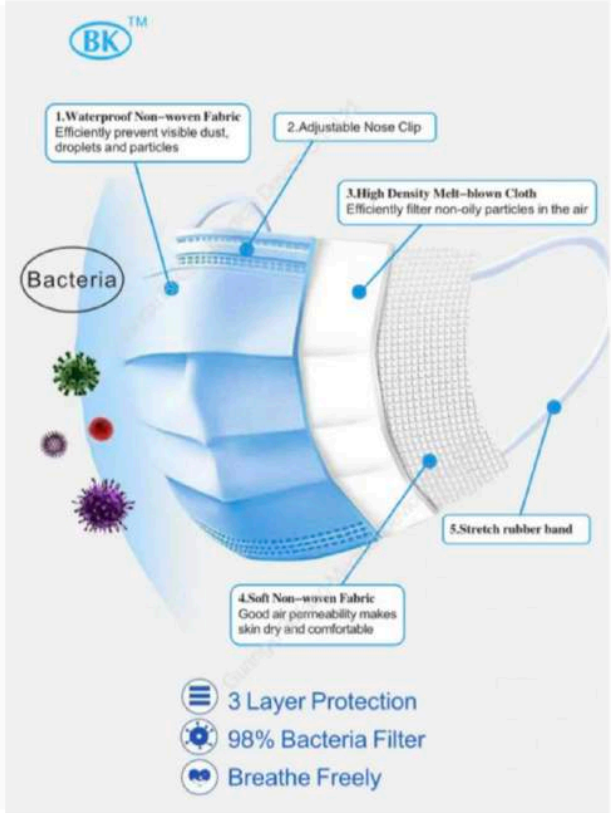 BK™
1.Waterproof Non-woven Fabric
Efficiently prevent visible dust,
droplets and particles
2.Adjustable Nose Clip
3.High Density Melt-blown Cloth
Efficiently filter non-oily particles in the air
Bacteria
5.Stretch rubber band
4.Soft Non-woven Fabric
Good air permeability makes
skin dry and comfortable
3 Layer Protection
98% Bacteria Filter
Breathe Freely